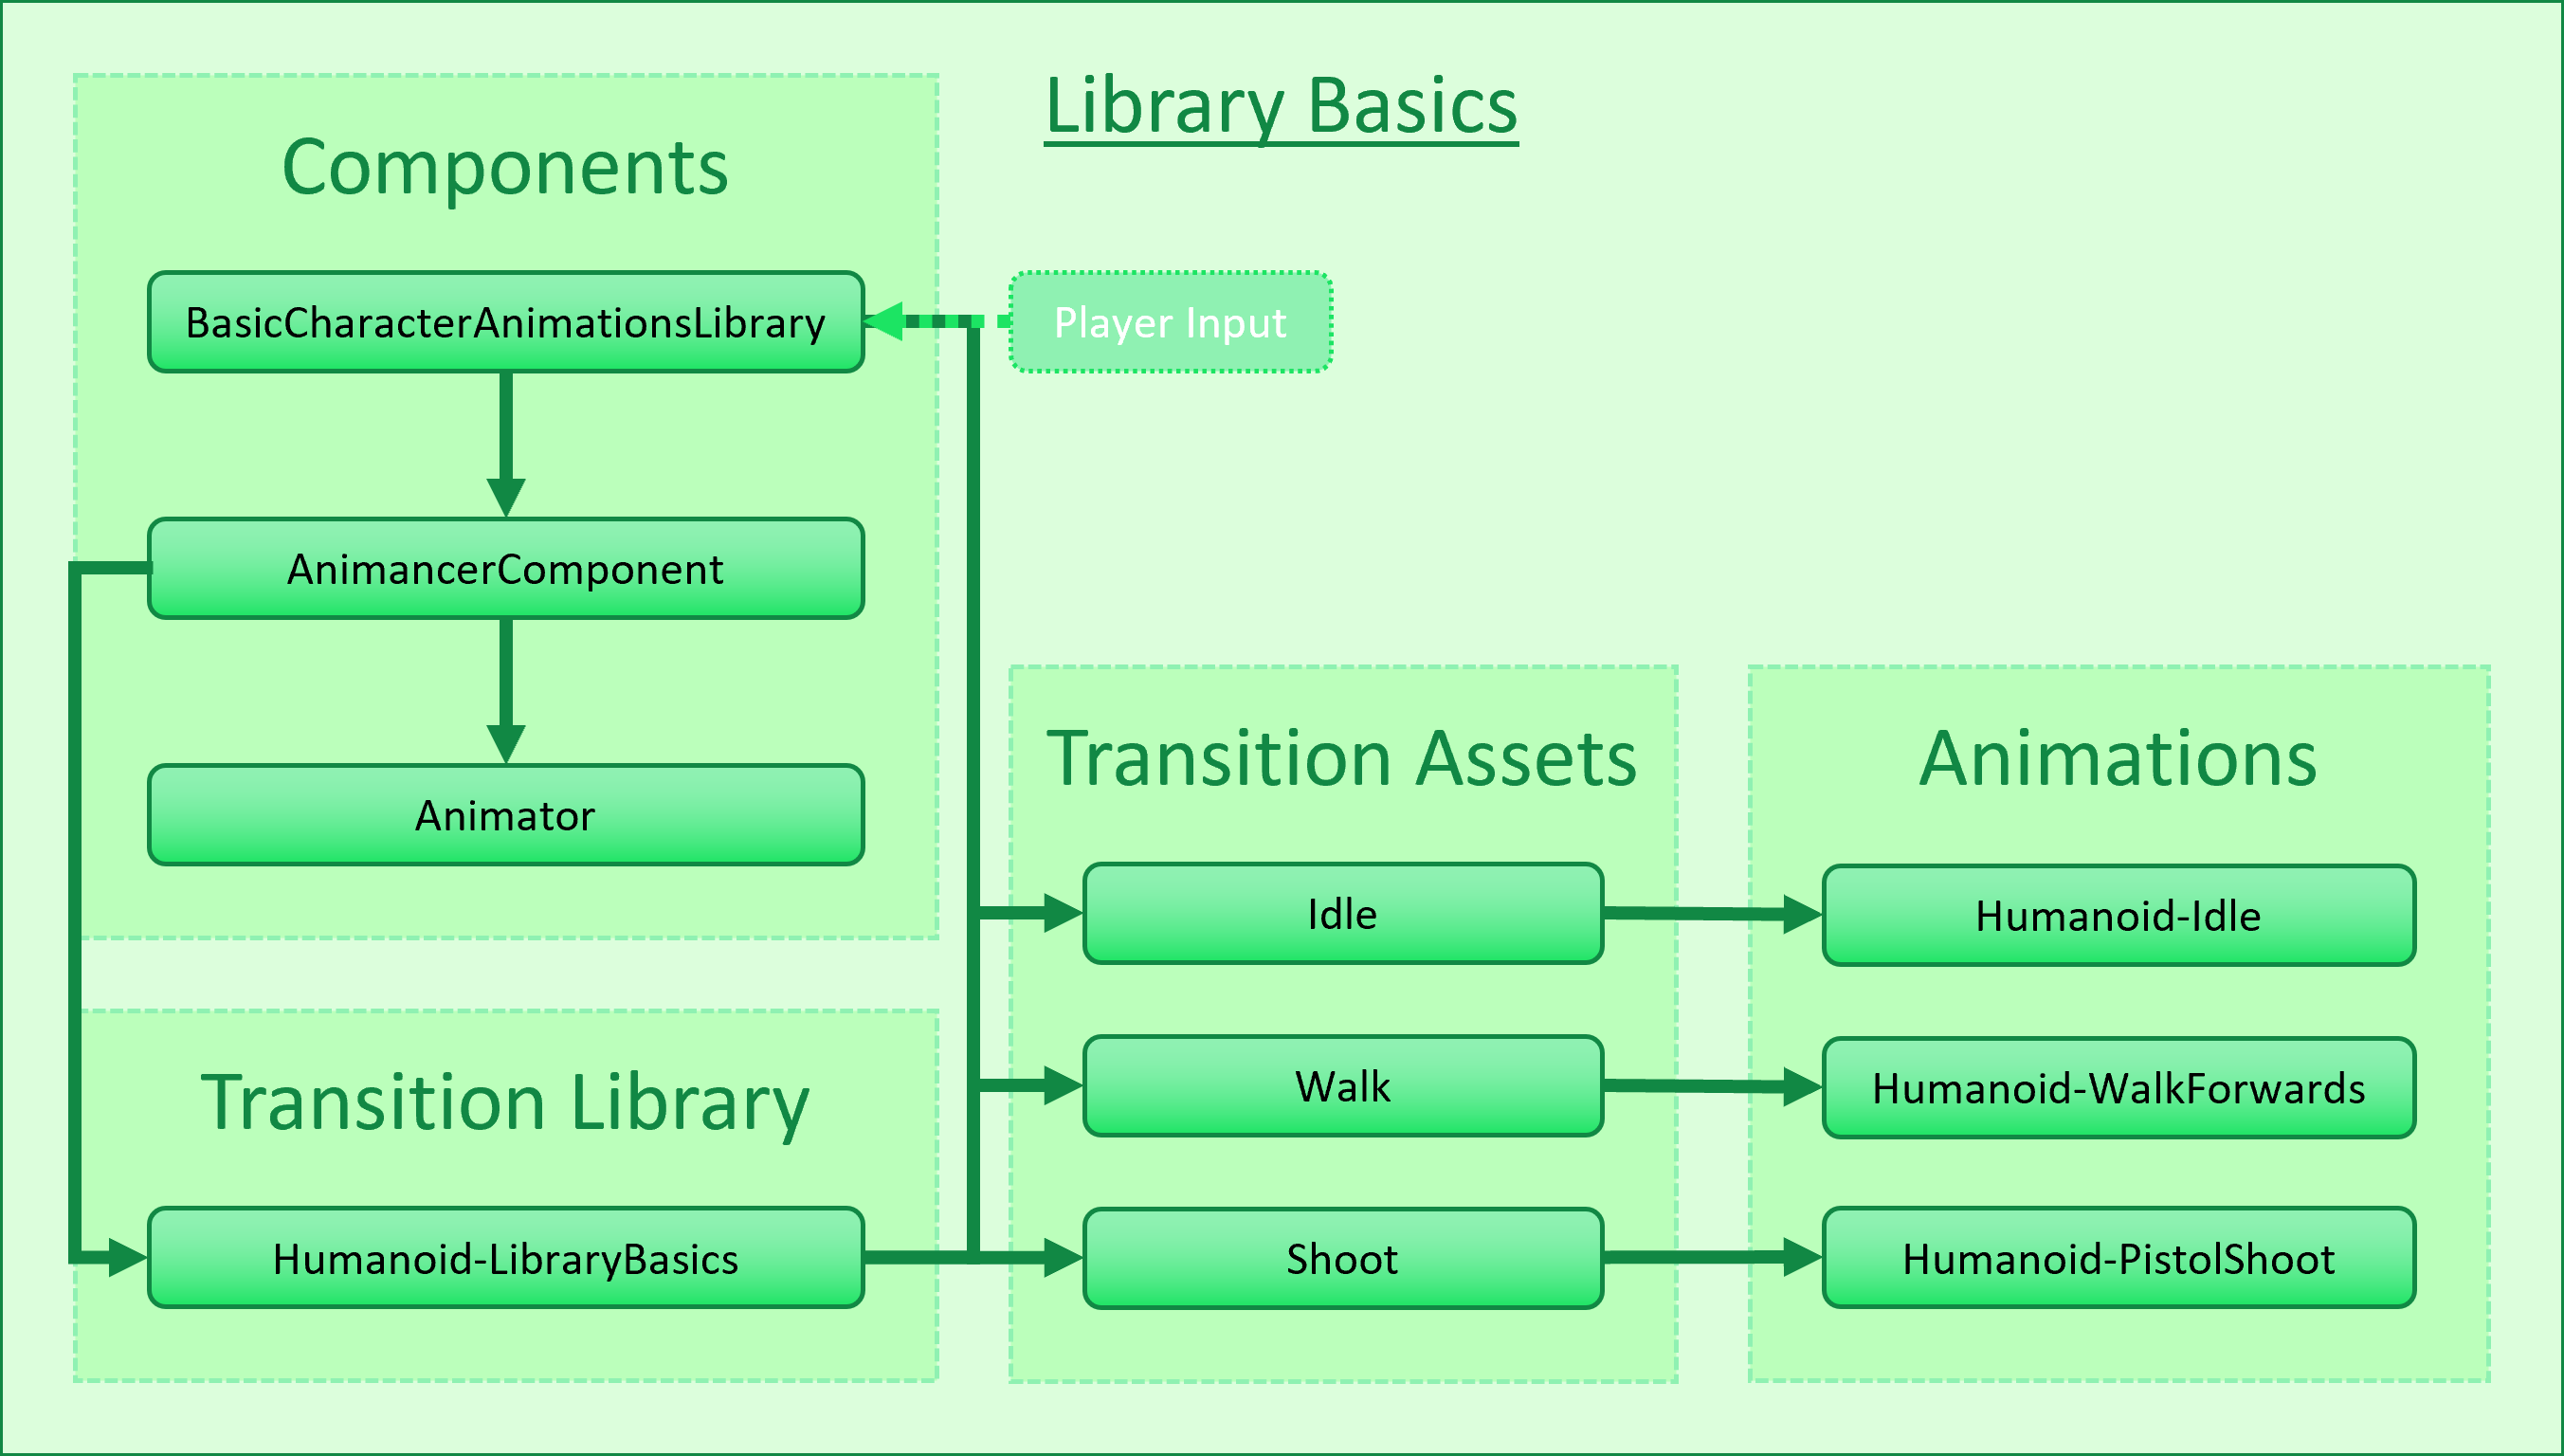 Library Basics
Components
BasicCharacterAnimationsLibrary
Player Input
AnimancerComponent
Animator
Transition Library
Humanoid-LibraryBasics
Transition Assets
Idle
Walk
Shoot
Animations
Humanoid-Idle
Humanoid-WalkForwards
Humanoid-PistolShoot